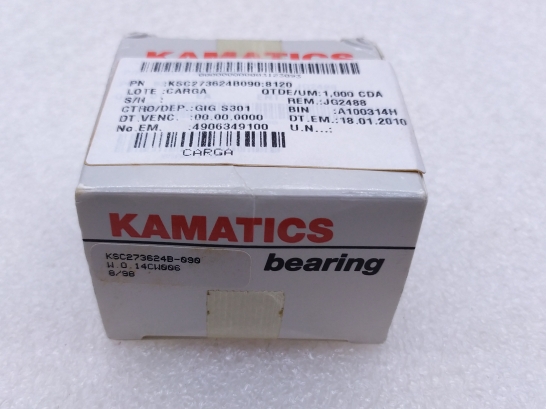 KAMATICS
PN :KSC273624B090:8120
LOTE :CARGA QTDE/UM:1,000 CDA
S/N : REM.:JG2488
CTRO/DEP.:GIG S301 BIN :A100314H
DT.VENC. :00.00.0000 DT.EM.:18.01.2010
No.EM. :4906349100 U.N...:
CARGA
KAMATICS
bearing
KSC273624B-090
W O.14CW006
8/98